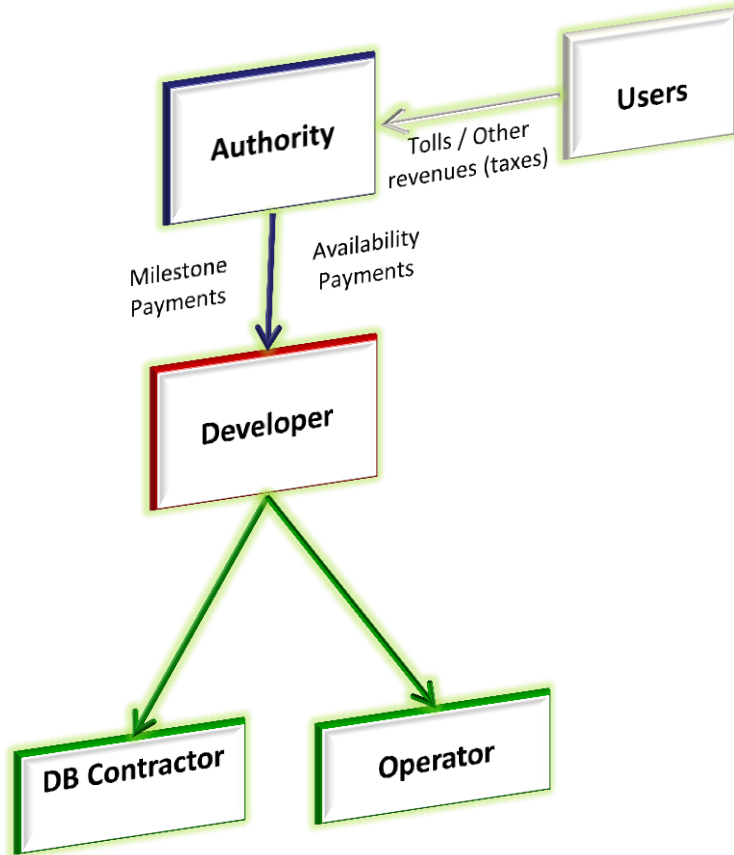 Users
Authority
Tolls / Other
revenues (taxes)
Milestone
Payments
Availability
Payments
Developer
DB Contractor
Operator